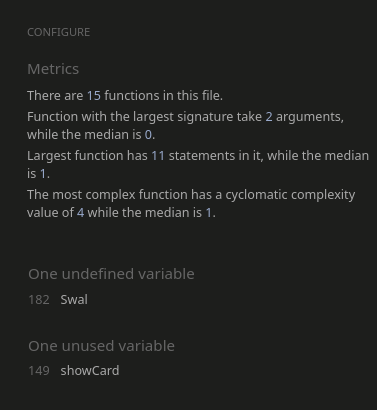 CONFIGURE
Metrics
There are 15 functions in this file.
Function with the largest signature take 2 arguments,
while the median is 0.
Largest function has 11 statements in it, while the median
is 1.
The most complex function has a cyclomatic complexity
value of 4 while the median is 1.
One undefined variable
182 Swal
One unused variable
149 showCard